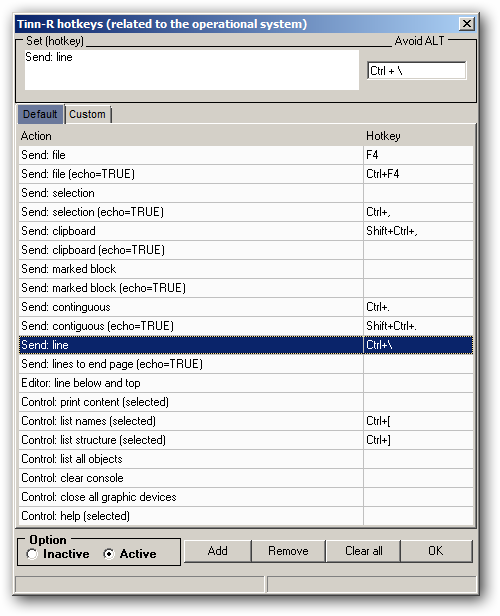 Tinn-R hotkeys (related to the operational system)
Set (hotkey) Avoid ALT
Send: line
Ctrl + \
Default Custom
Action Hotkey
Send: file F4
Send: file (echo=TRUE) Ctrl+F4
Send: selection
Send: selection (echo=TRUE) Ctrl+,
Send: clipboard Shift+Ctrl+,
Send: clipboard (echo=TRUE)
Send: marked block
Send: marked block (echo=TRUE)
Send: continguous Ctrl+.
Send: contiguous (echo=TRUE) Shift+Ctrl+.
Send: line Ctrl+\
Send: lines to end page (echo=TRUE)
Editor: line below and top
Control: print content (selected)
Control: list names (selected) Ctrl+[
Control: list structure (selected) Ctrl+]
Control: list all objects
Control: clear console
Control: close all graphic devices
Control: help (selected)
Option
Inactive Active Add Remove Clear all OK